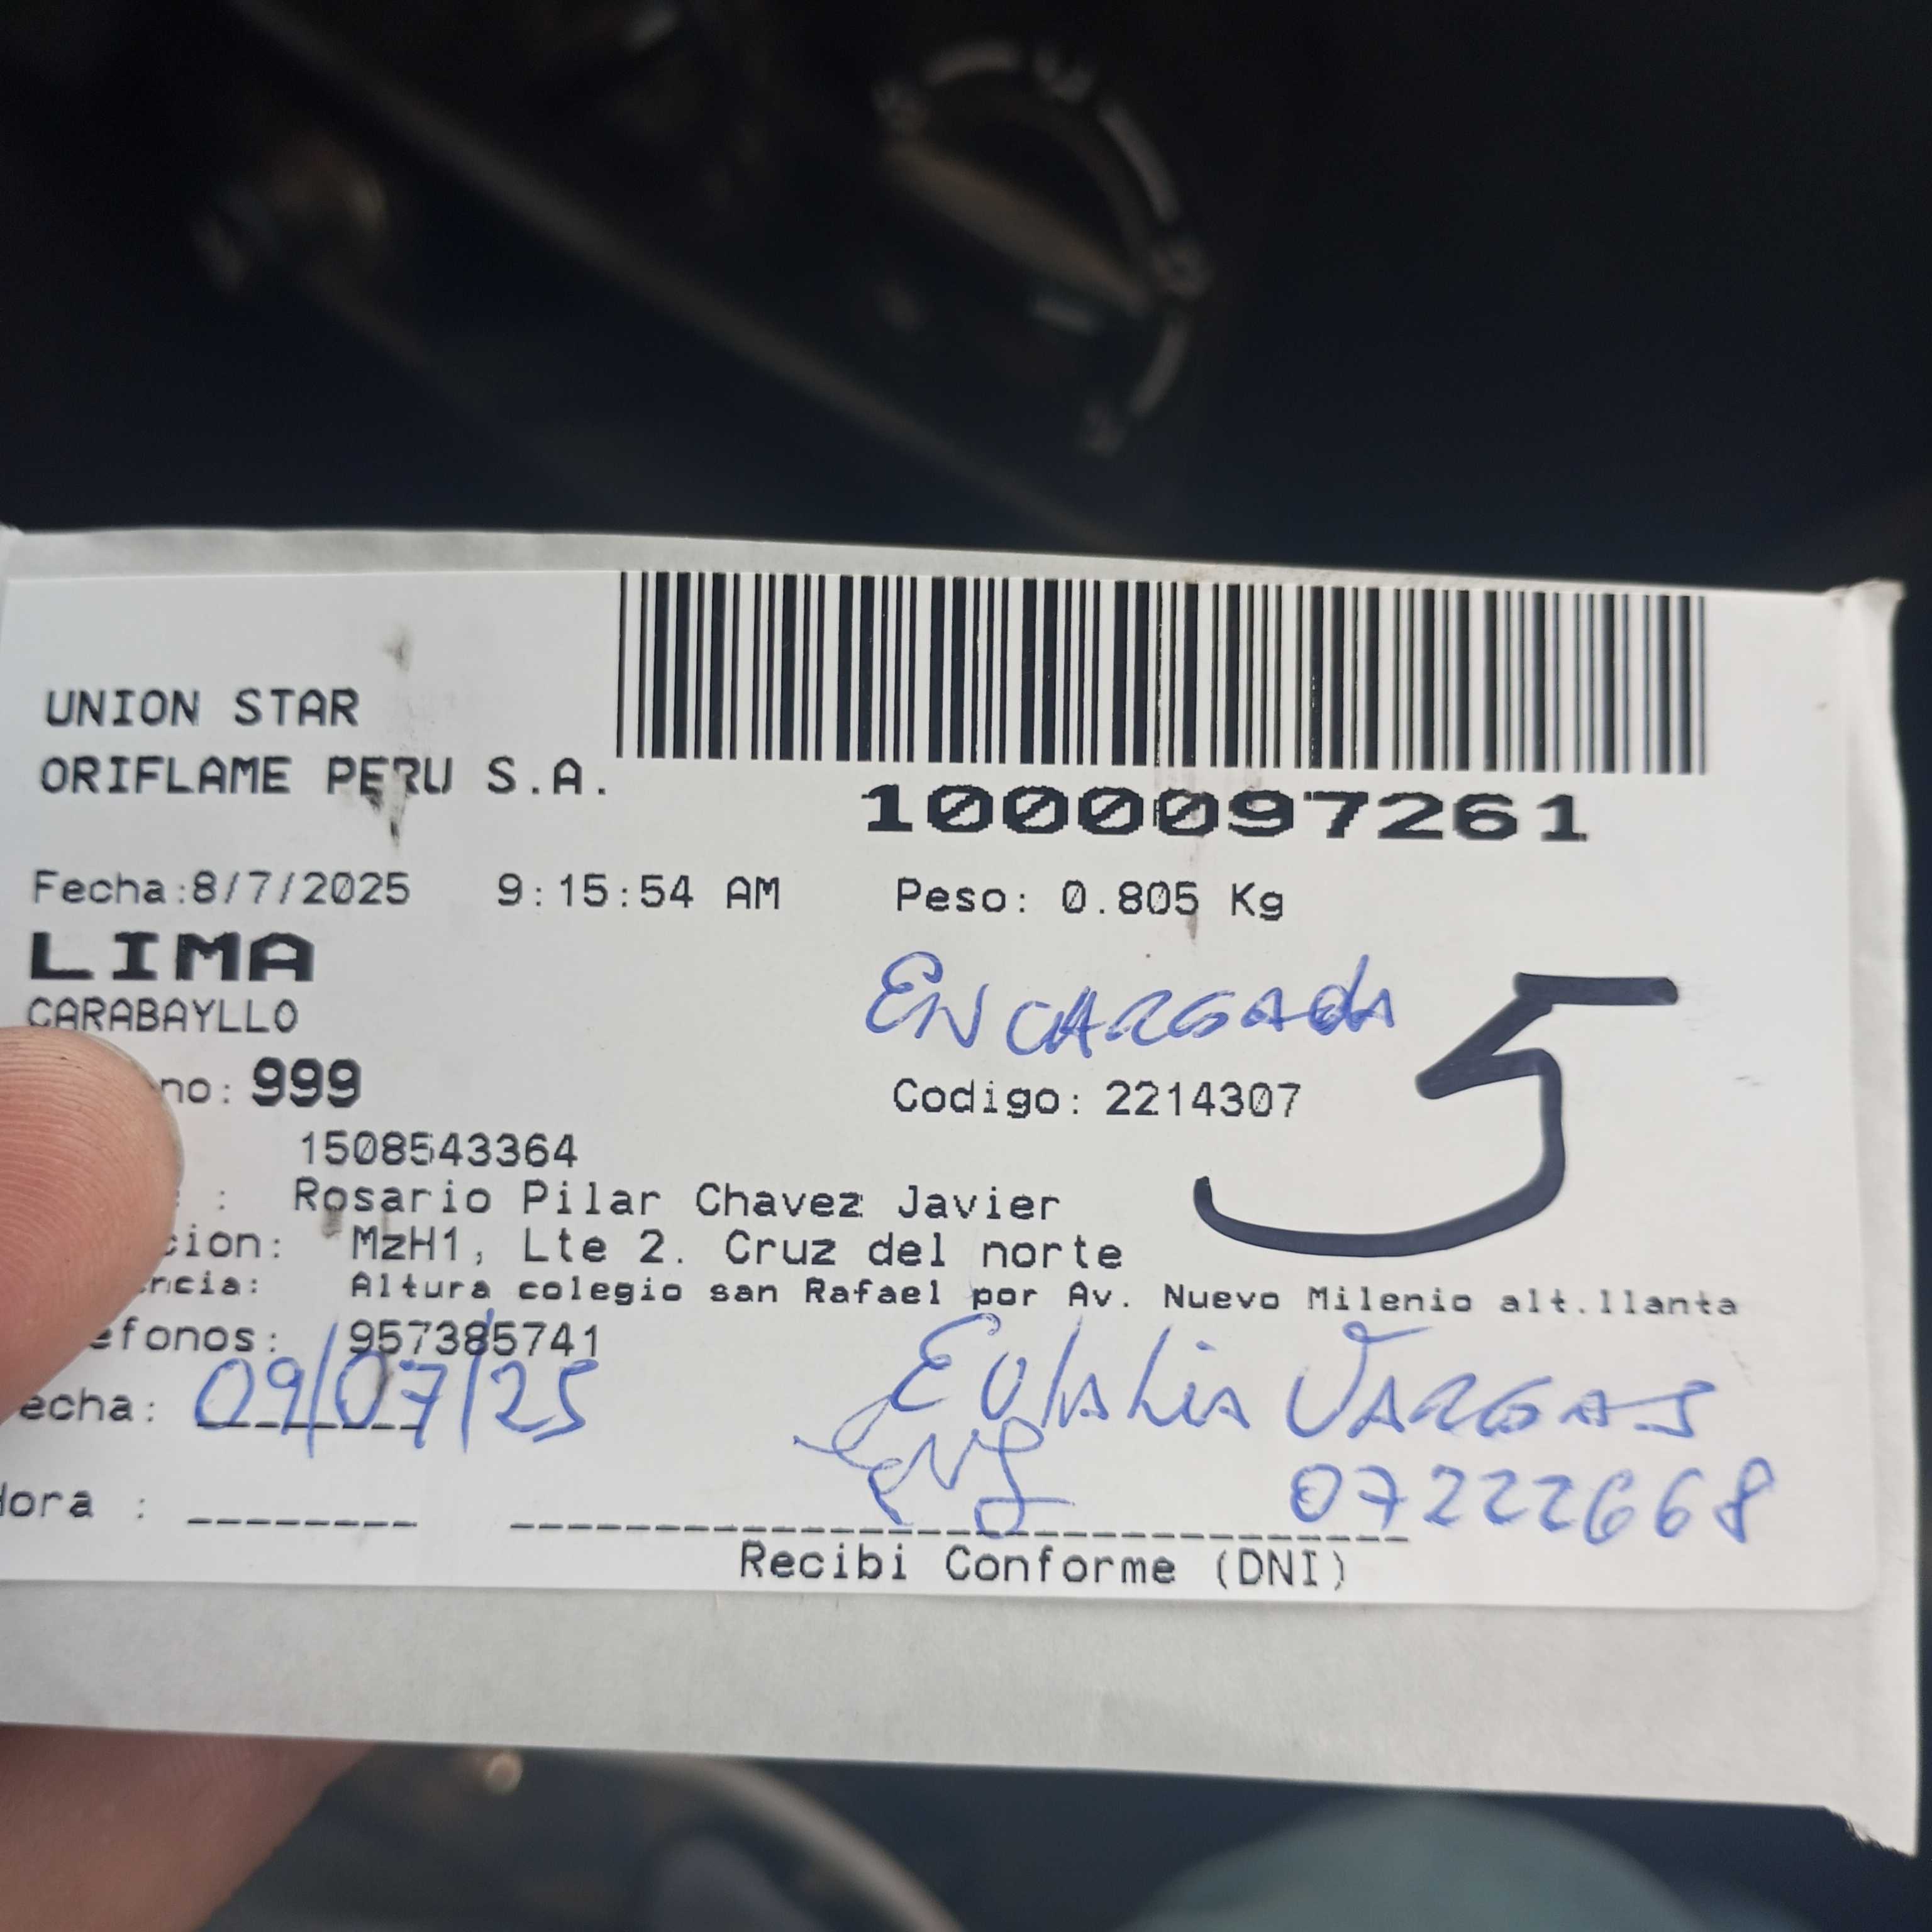 UNION STAR
ORIFLAME PERU S.A.
1000097261
Fecha:8/7/2025 9:15:54 AM Peso: 0.805 Kg
LIMA
CARABAYLLO
ENCARGADA
5
no: 999
Codigo: 2214307
1508543364
: Rosario Pilar Chavez Javier
cion: MzH1, Lte 2. Cruz del norte
encia: Altura colegio san Rafael por Av. Nuevo Milenio alt.llanta
efonos: 957385741
echa: 09/07/25
EUlALiA VARGAS
07222668
Hora :
Recibi Conforme (DNI)